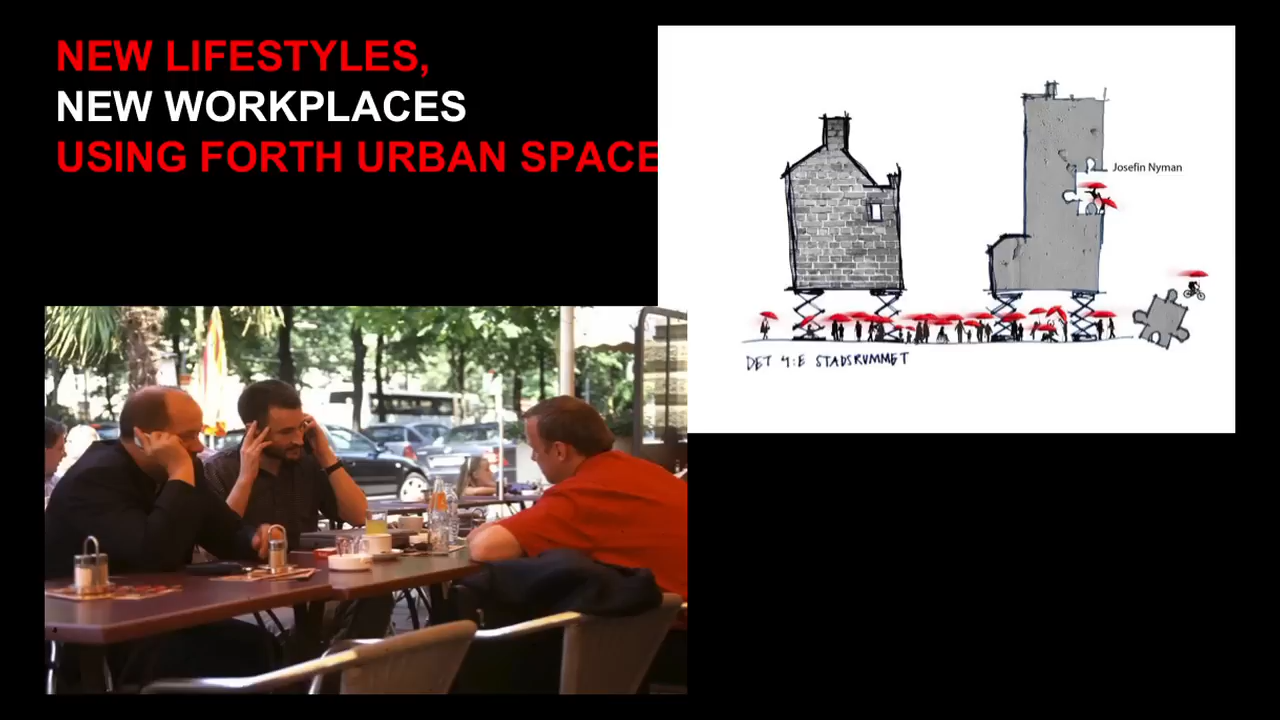 NEW LIFESTYLES,
NEW WORKPLACES
USING FORTH URBAN SPACE
Josefin Nyman
DET 4:E STADSRUMMET